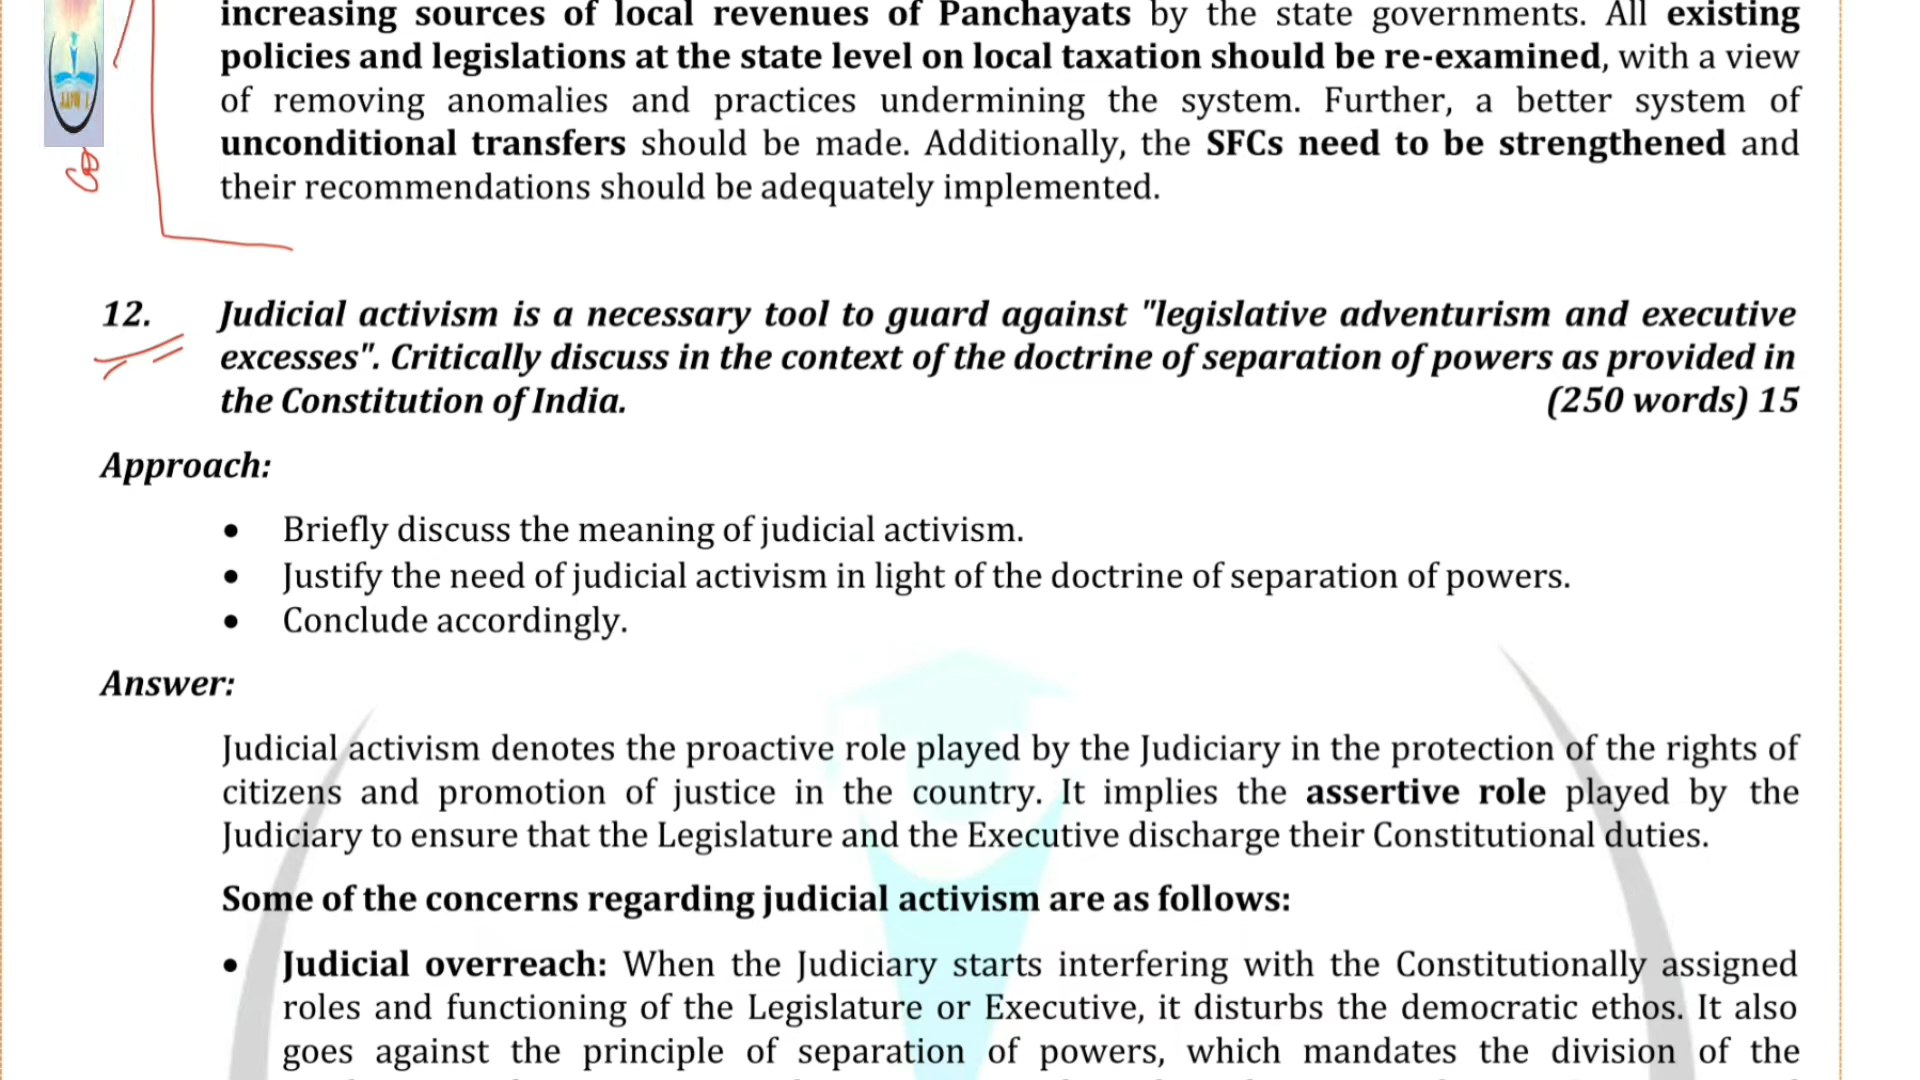 increasing sources of local revenues of Panchayats by the state governments. All existing
policies and legislations at the state level on local taxation should be re-examined, with a view
of removing anomalies and practices undermining the system. Further, a better system of
unconditional transfers should be made. Additionally, the SFCs need to be strengthened and
their recommendations should be adequately implemented.
12. Judicial activism is a necessary tool to guard against "legislative adventurism and executive
excesses". Critically discuss in the context of the doctrine of separation of powers as provided in
the Constitution of India. (250 words) 15
Approach:
• Briefly discuss the meaning of judicial activism.
• Justify the need of judicial activism in light of the doctrine of separation of powers.
• Conclude accordingly.
Answer:
Judicial activism denotes the proactive role played by the Judiciary in the protection of the rights of
citizens and promotion of justice in the country. It implies the assertive role played by the
Judiciary to ensure that the Legislature and the Executive discharge their Constitutional duties.
Some of the concerns regarding judicial activism are as follows:
• Judicial overreach: When the Judiciary starts interfering with the Constitutionally assigned
roles and functioning of the Legislature or Executive, it disturbs the democratic ethos. It also
goes against the principle of separation of powers, which mandates the division of the